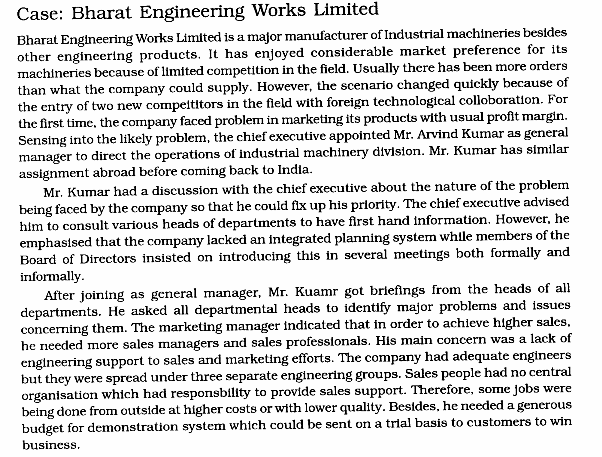 Case: Bharat Engineering Works Limited
Bharat Engineering Works Limited is a major manufacturer of Industrial machineries besides
other engineering products. It has enjoyed considerable market preference for its
machineries because of limited competition in the field. Usually there has been more orders
than what the company could supply. However, the scenario changed quickly because of
the entry of two new compeititors in the field with foreign technological colloboration. For
the first time, the company faced problem in marketing its products with usual profit margin.
Sensing into the likely problem, the chief executive appointed Mr. Arvind Kumar as general
manager to direct the operations of industrial machinery division. Mr. Kumar has similar
assignment abroad before coming back to India.
Mr. Kumar had a discussion with the chief executive about the nature of the problem
being faced by the company so that he could fix up his priority. The chief executive advised
him to consult various heads of departments to have first hand information. However, he
emphasised that the company lacked an integrated planning system while members of the
Board of Directors insisted on introducing this in several meetings both formally and
informally.
After joining as general manager, Mr. Kuamr got briefings from the heads of all
departments. He asked all departmental heads to identify major problems and issues
concerning them. The marketing manager indicated that in order to achieve higher sales,
he needed more sales managers and sales professionals. His main concern was a lack of
engineering support to sales and marketing efforts. The company had adequate engineers
but they were spread under three separate engineering groups. Sales people had no central
organisation which had responsbility to provide sales support. Therefore, some jobs were
being done from outside at higher costs or with lower quality. Besides, he needed a generous
budget for demonstration system which could be sent on a trial basis to customers to win
business.